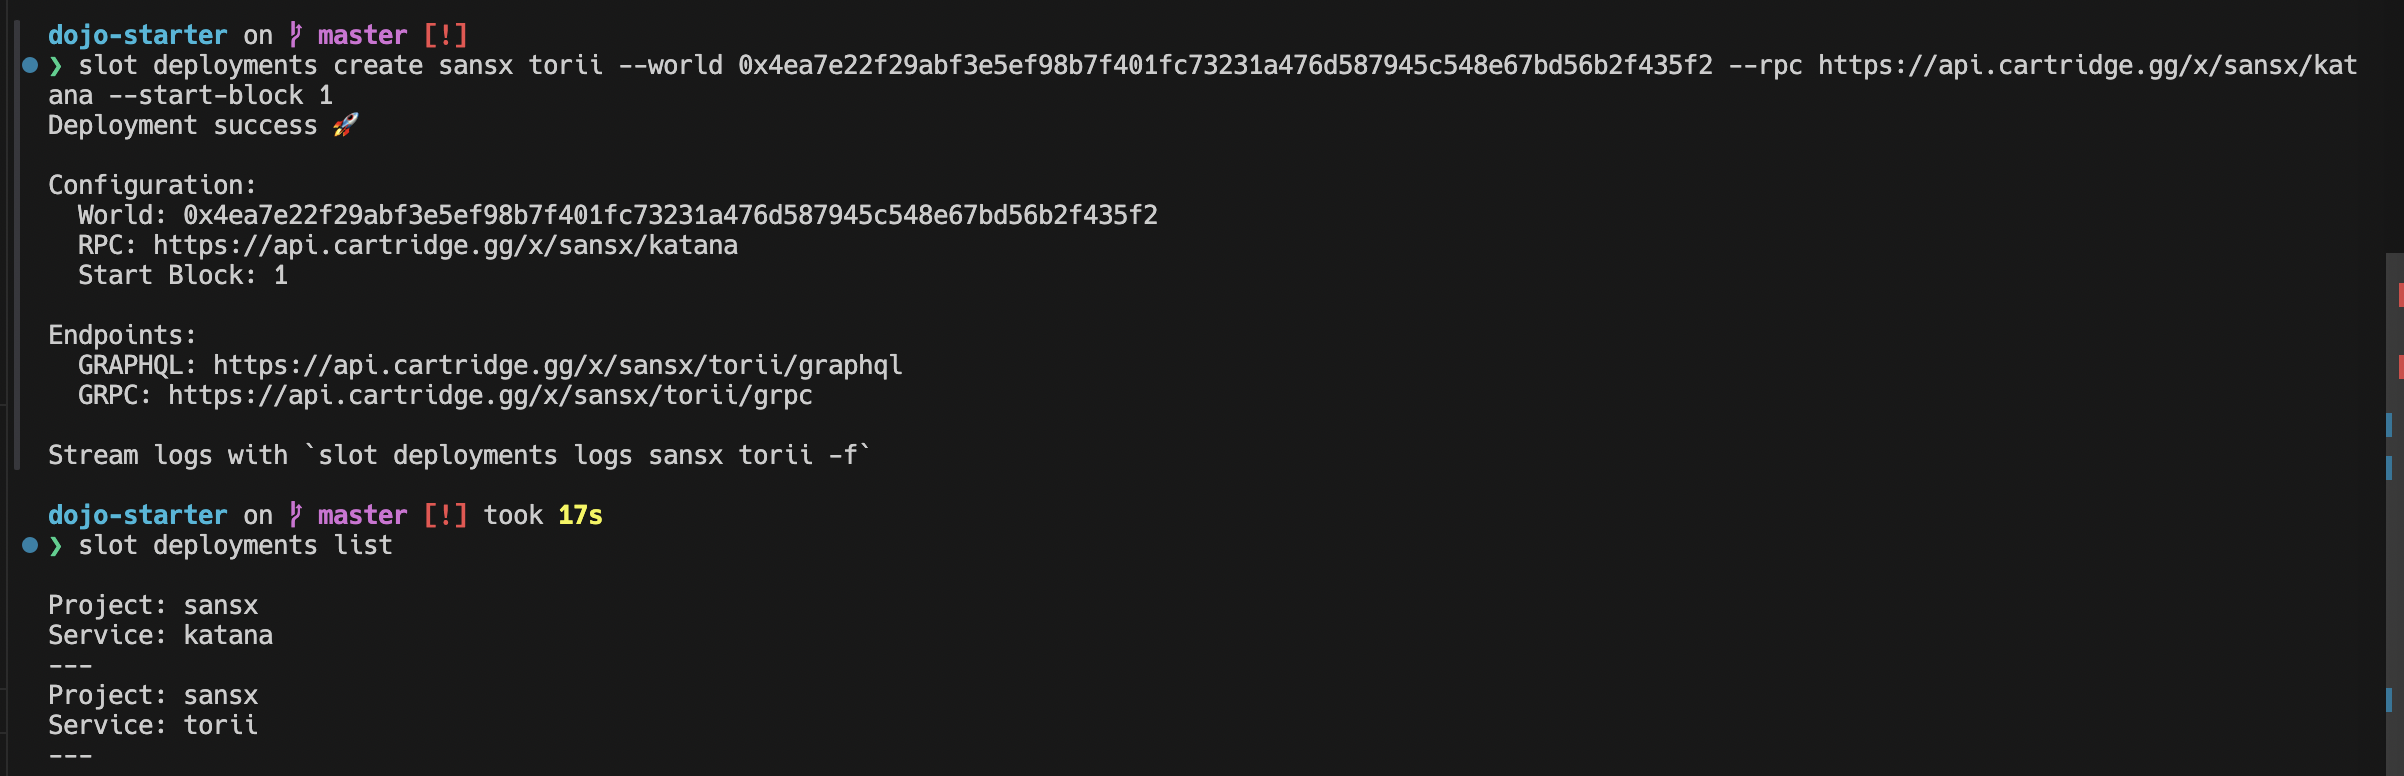 dojo-starter on master [!]
❯ slot deployments create sansx torii --world 0x4ea7e22f29abf3e5ef98b7f401fc73231a476d587945c548e67bd56b2f435f2 --rpc https://api.cartridge.gg/x/sansx/kat
ana --start-block 1
Deployment success 🚀
Configuration:
World: 0x4ea7e22f29abf3e5ef98b7f401fc73231a476d587945c548e67bd56b2f435f2
RPC: https://api.cartridge.gg/x/sansx/katana
Start Block: 1
Endpoints:
GRAPHQL: https://api.cartridge.gg/x/sansx/torii/graphql
GRPC: https://api.cartridge.gg/x/sansx/torii/grpc
Stream logs with `slot deployments logs sansx torii -f`
dojo-starter on master [!] took 17s
❯ slot deployments list
Project: sansx
Service: katana
---
Project: sansx
Service: torii
---